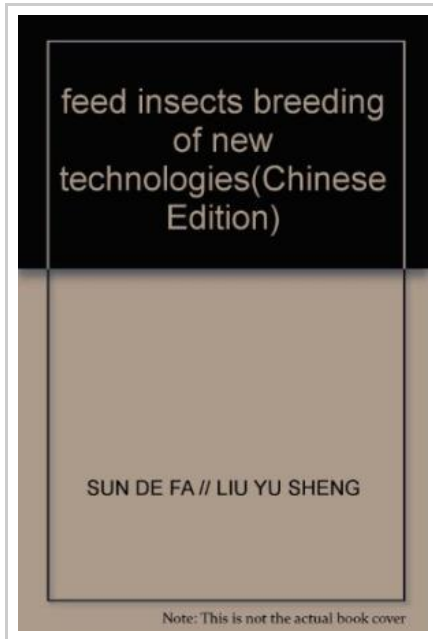 feed insects breeding
of new
technologies(Chinese
Edition)
SUN DE FA // LIU YU SHENG
Note: This is not the actual book cover